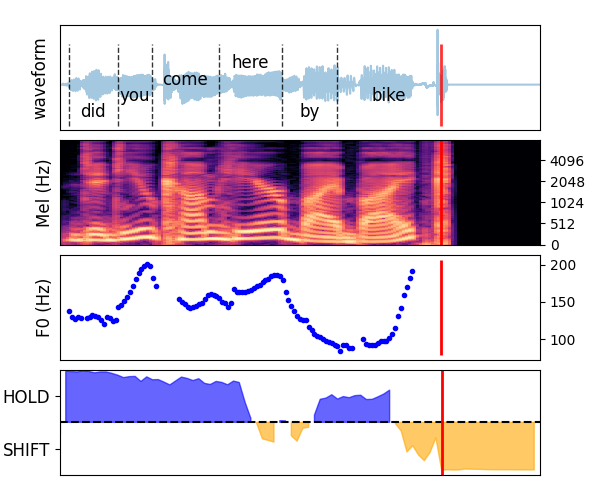 waveform
did you come here by bike
Mel (Hz)
4096
2048
1024
512
0
F0 (Hz)
200
150
100
HOLD
SHIFT